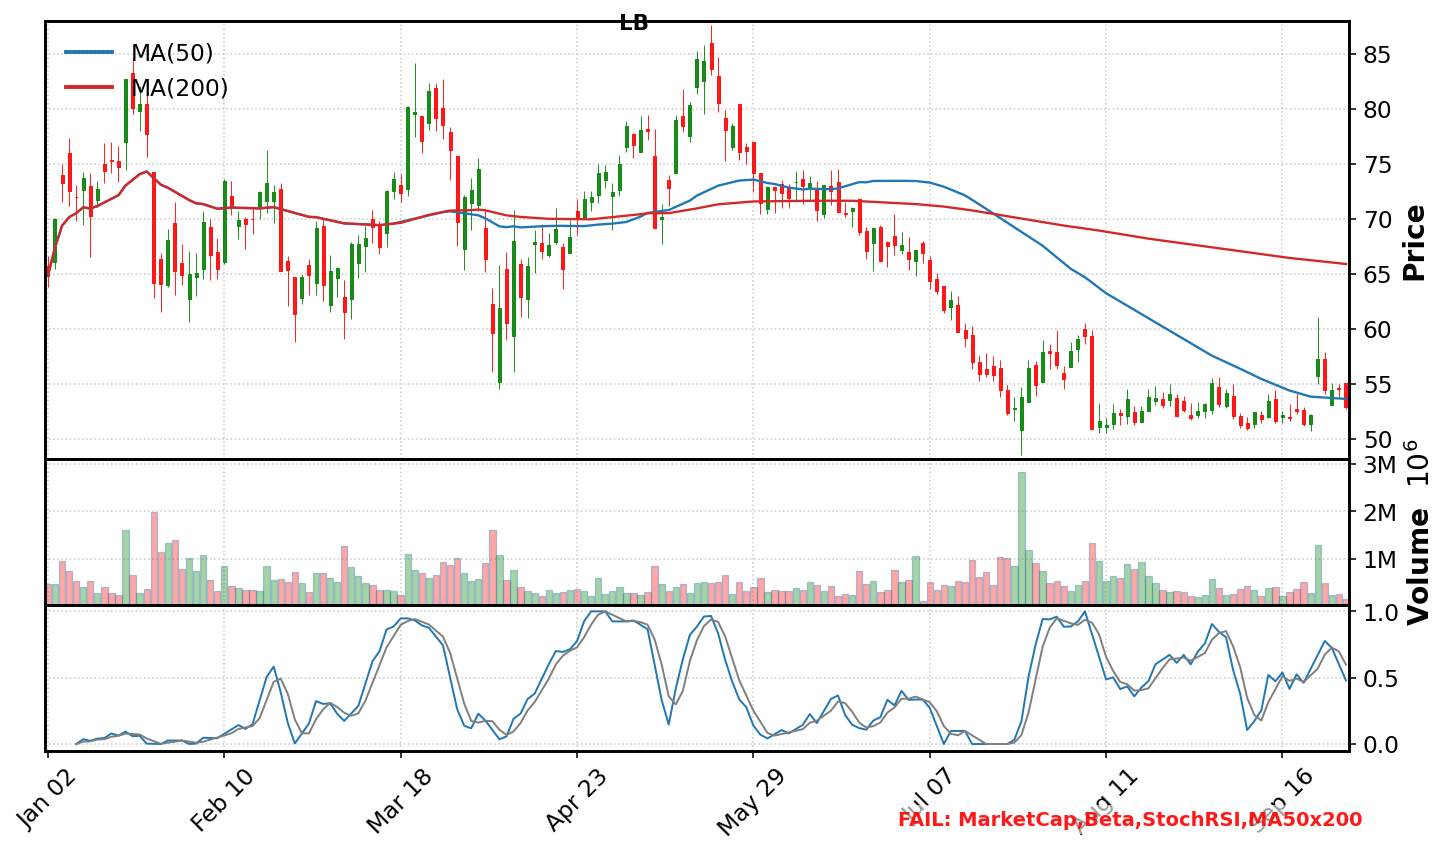 LB
MA(50)
MA(200)
85
80
75
70
65
60
55
50
Price
3M
2M
1M
Volume 10⁶
1.0
0.5
0.0
Jan 02
Feb 10
Mar 18
Apr 23
May 29
Jul 07
Aug 11
Sep 16
FAIL: MarketCap,Beta,StochRSI,MA50x200